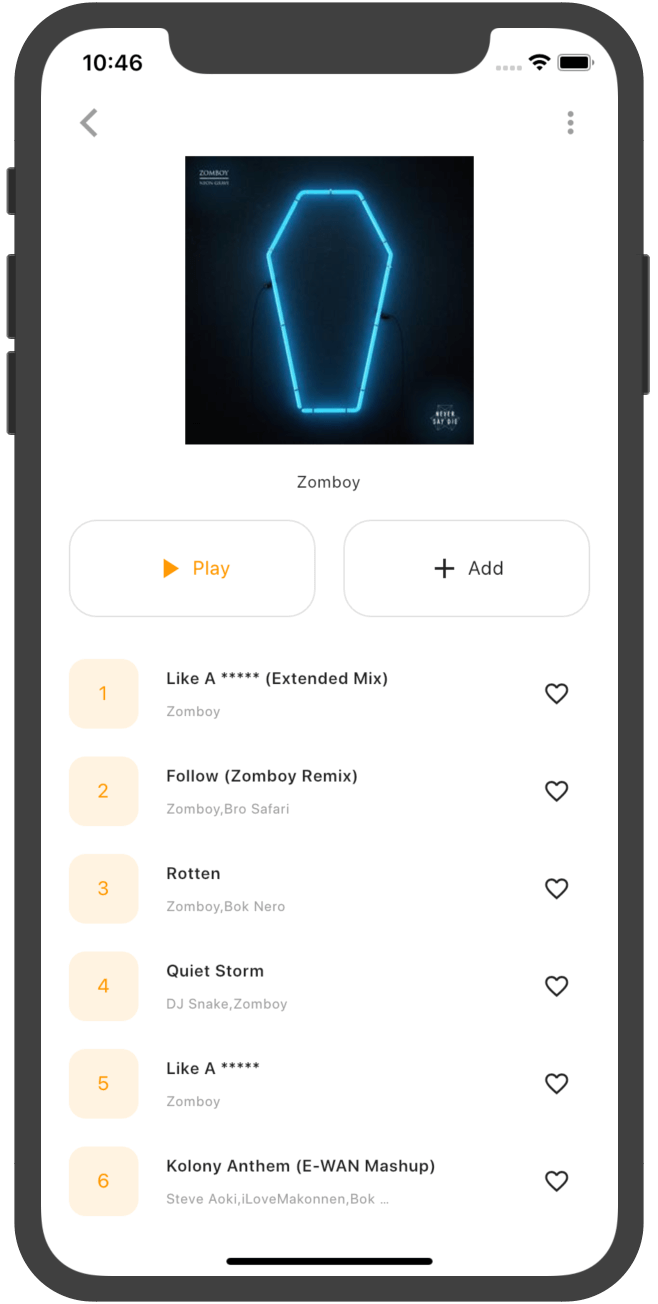 10:46
ZOMBOY
NEON GRAVE
NEVER
SAY DIE
Zomboy
Play
Add
1
Like A ***** (Extended Mix)
Zomboy
2
Follow (Zomboy Remix)
Zomboy,Bro Safari
3
Rotten
Zomboy,Bok Nero
4
Quiet Storm
DJ Snake,Zomboy
5
Like A *****
Zomboy
6
Kolony Anthem (E-WAN Mashup)
Steve Aoki,iLoveMakonnen,Bok ...